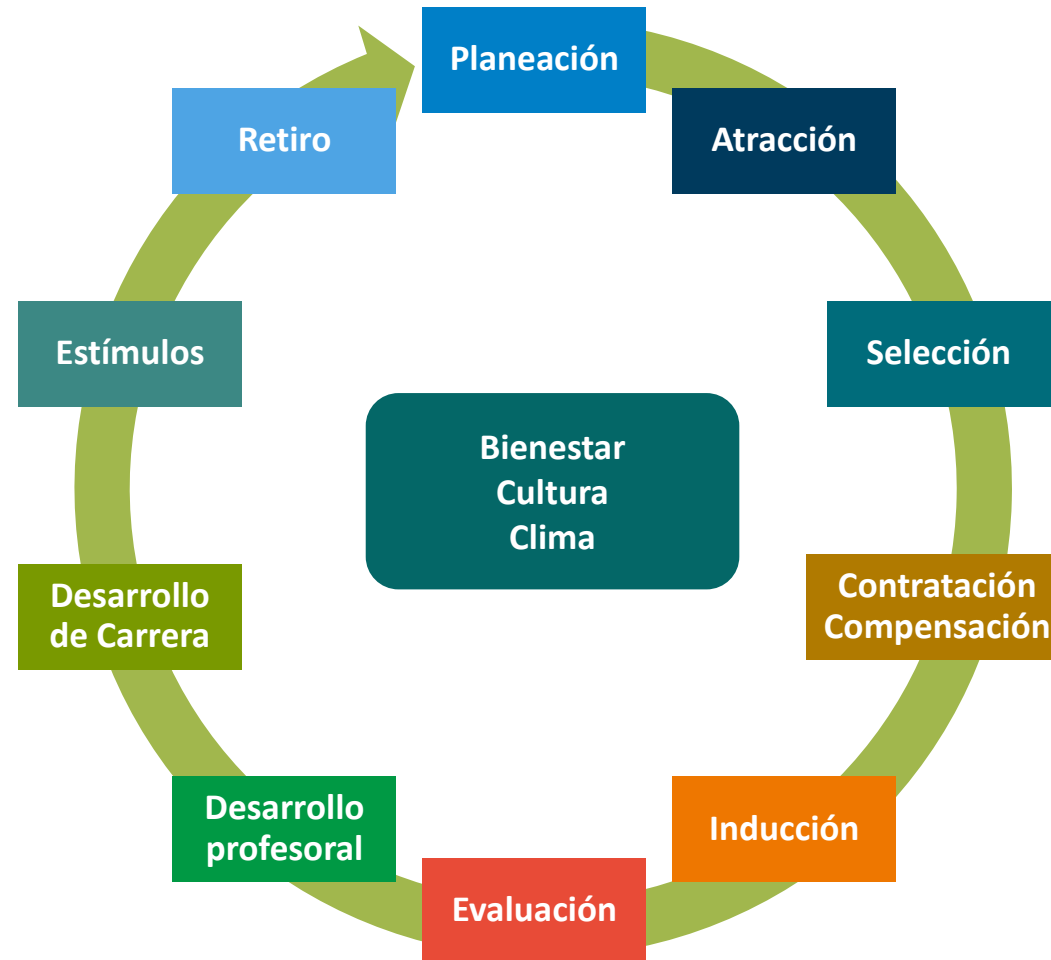 Planeación
Atracción
Selección
Contratación
Compensación
Inducción
Evaluación
Desarrollo
profesoral
Desarrollo
de Carrera
Estímulos
Retiro
Bienestar
Cultura
Clima